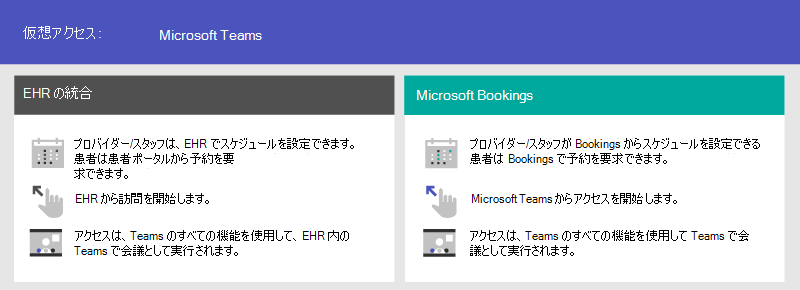 仮想アクセス: Microsoft Teams
EHR の統合
プロバイダー/スタッフは、EHR でスケジュールを設定できます。
患者は患者ポータルから予約を要
求できます。
EHR から訪問を開始します。
アクセスは、Teams のすべての機能を使用して、EHR 内の
Teams で会議として実行されます。
Microsoft Bookings
プロバイダー/スタッフが Bookings からスケジュールを設定できる
患者は Bookings で予約を要求できます。
Microsoft Teams からアクセスを開始します。
アクセスは、Teams のすべての機能を使用して Teams で会
議として実行されます。